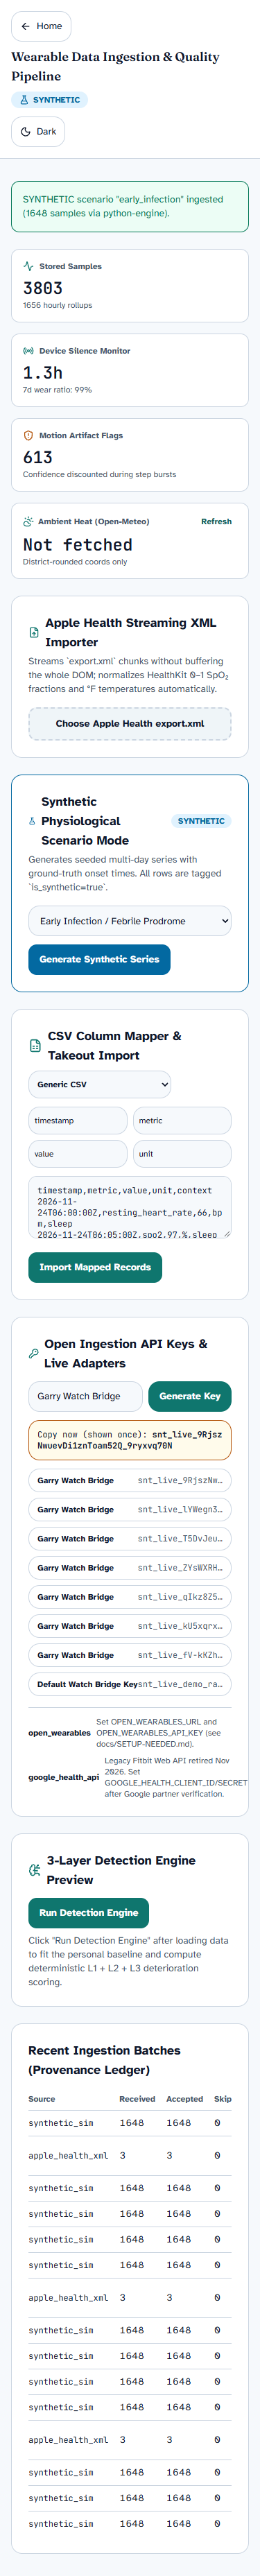 Home
Wearable Data Ingestion & Quality
Pipeline
SYNTHETIC
Dark
SYNTHETIC scenario "early_infection" ingested
(1648 samples via python-engine).
Stored Samples
3803
1656 hourly rollups
Device Silence Monitor
1.3h
7d wear ratio: 99%
Motion Artifact Flags
613
Confidence discounted during step bursts
Ambient Heat (Open-Meteo)
Refresh
Not fetched
District-rounded coords only
Apple Health Streaming XML
Importer
Streams `export.xml` chunks without buffering
the whole DOM; normalizes HealthKit 0–1 SpO₂
fractions and °F temperatures automatically.
Choose Apple Health export.xml
Synthetic
Physiological
Scenario Mode
SYNTHETIC
Generates seeded multi-day series with
ground-truth onset times. All rows are tagged
`is_synthetic=true`.
Early Infection / Febrile Prodrome
Generate Synthetic Series
CSV Column Mapper &
Takeout Import
Generic CSV
timestamp metric
value unit
timestamp,metric,value,unit,context
2026-11-
24T06:00:00Z,resting_heart_rate,66,bp
m,sleep
2026-11-24T06:05:00Z,spo2,97,%,sleep
Import Mapped Records
Open Ingestion API Keys &
Live Adapters
Garry Watch Bridge
Generate Key
Copy now (shown once): snt_live_9Rjsz
NwuevDi1znToam52Q_9ryxvq70N
Garry Watch Bridge snt_live_9RjszNw…
Garry Watch Bridge snt_live_lYWegn3…
Garry Watch Bridge snt_live_T5DvJeu…
Garry Watch Bridge snt_live_ZYsWXRH…
Garry Watch Bridge snt_live_qIkz8Z5…
Garry Watch Bridge snt_live_kU5xqrx…
Garry Watch Bridge snt_live_fV-kKZh…
Default Watch Bridge Key snt_live_demo_ra…
open_wearables
Set OPEN_WEARABLES_URL and
OPEN_WEARABLES_API_KEY (see
docs/SETUP-NEEDED.md).
google_health_api
Legacy Fitbit Web API retired Nov
2026. Set
GOOGLE_HEALTH_CLIENT_ID/SECRET
after Google partner verification.
3-Layer Detection Engine
Preview
Run Detection Engine
Click "Run Detection Engine" after loading data
to fit the personal baseline and compute
deterministic L1 + L2 + L3 deterioration
scoring.
Recent Ingestion Batches
(Provenance Ledger)
Source Received Accepted Skip
synthetic_sim 1648 1648 0
apple_health_xml 3 3 0
synthetic_sim 1648 1648 0
synthetic_sim 1648 1648 0
synthetic_sim 1648 1648 0
synthetic_sim 1648 1648 0
apple_health_xml 3 3 0
synthetic_sim 1648 1648 0
synthetic_sim 1648 1648 0
synthetic_sim 1648 1648 0
synthetic_sim 1648 1648 0
apple_health_xml 3 3 0
synthetic_sim 1648 1648 0
synthetic_sim 1648 1648 0
synthetic_sim 1648 1648 0